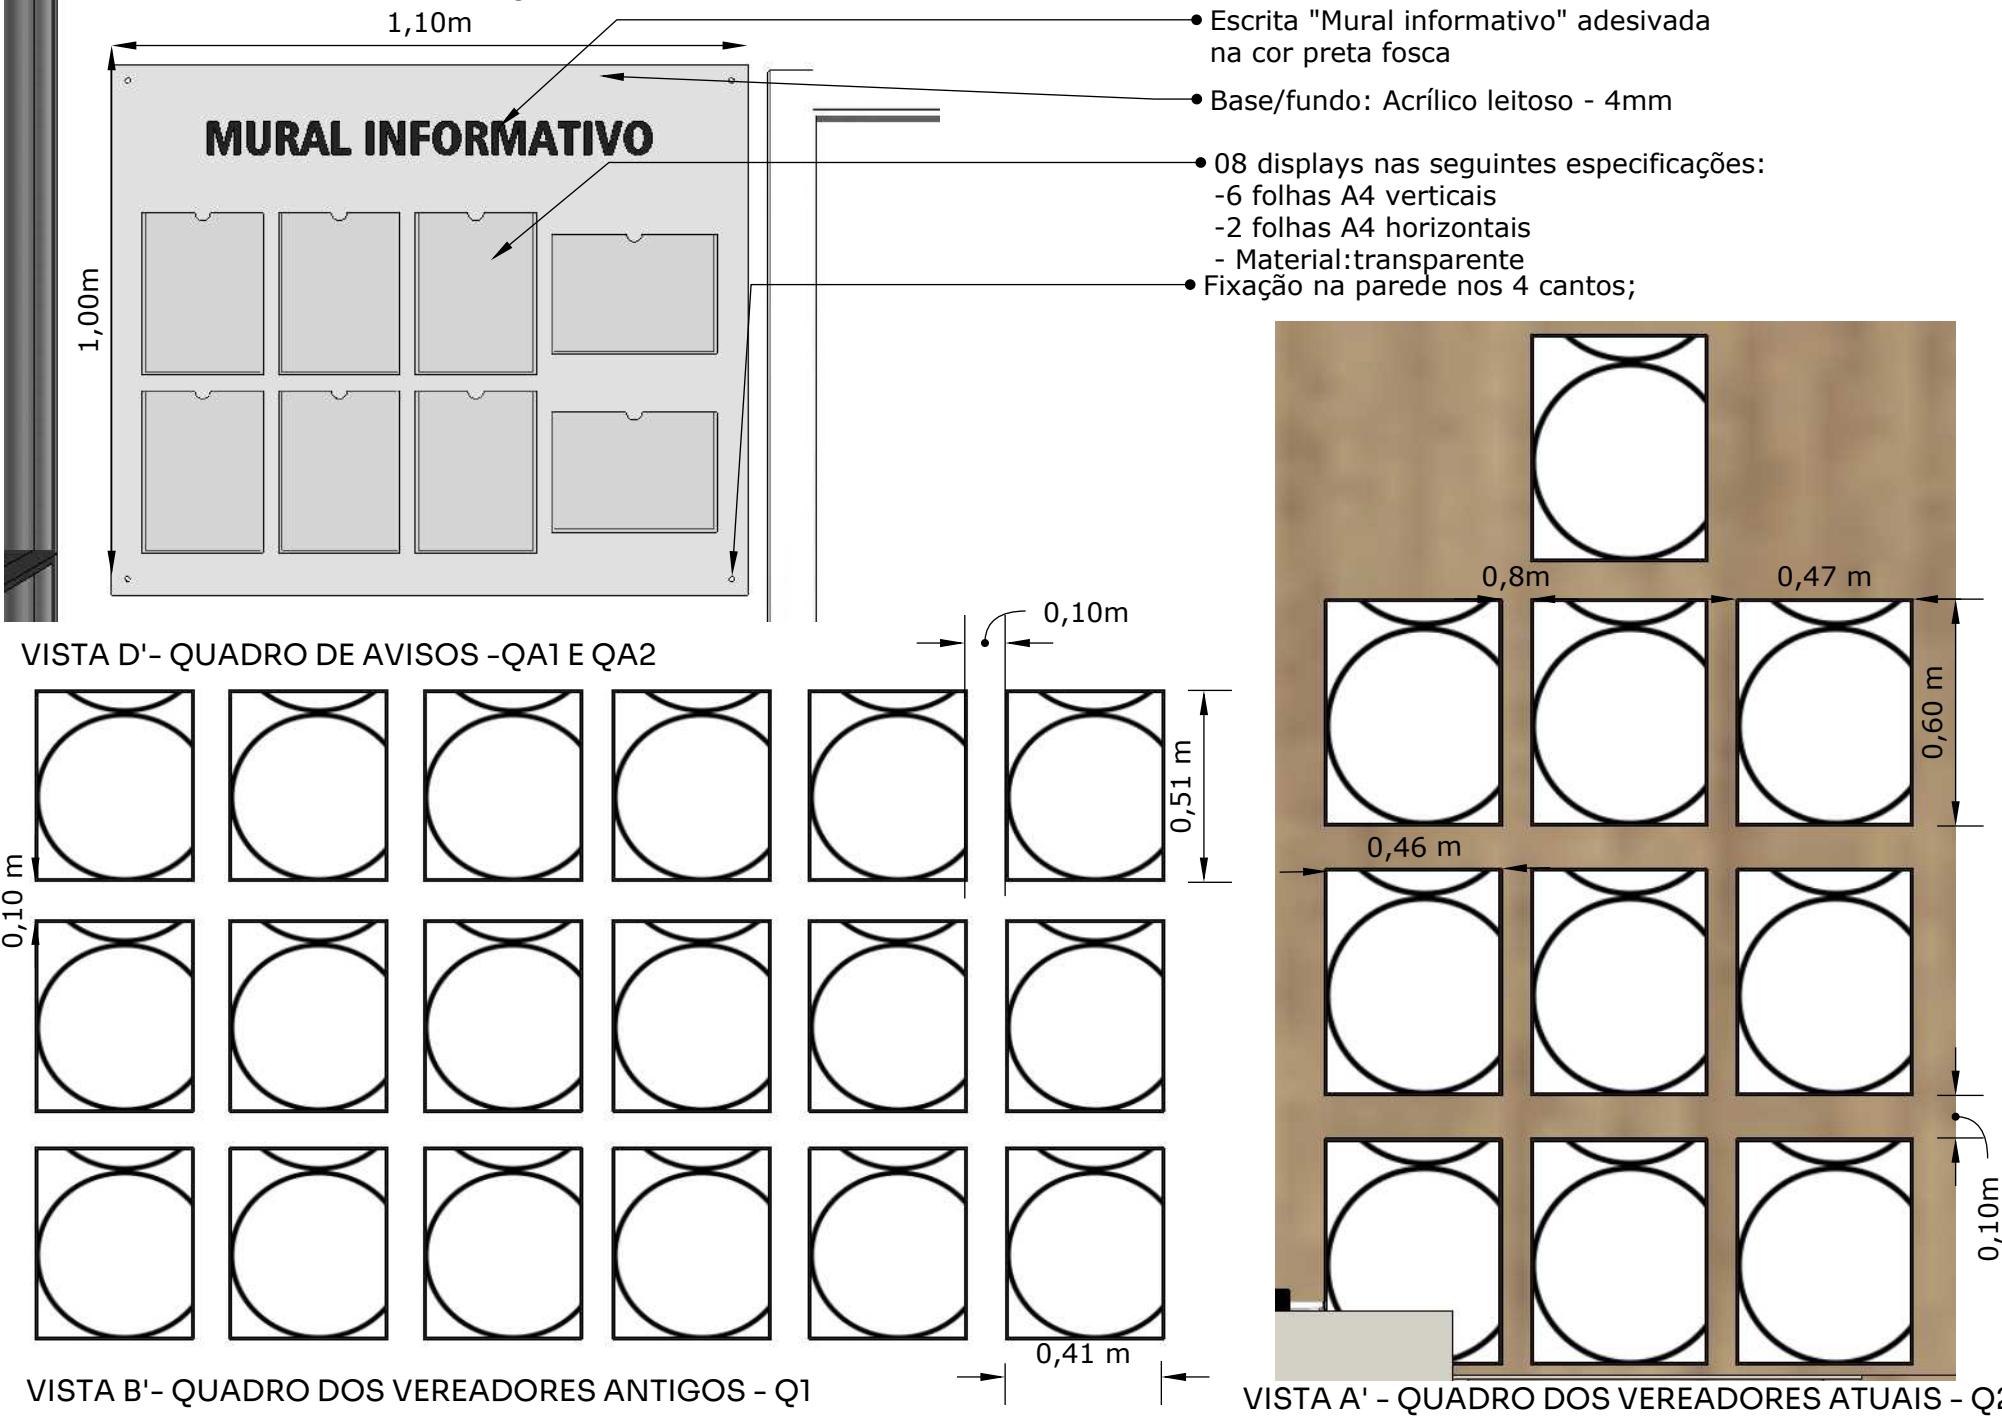 1,10m
Escrita "Mural informativo" adesivada
na cor preta fosca
Base/fundo: Acrílico leitoso - 4mm
MURAL INFORMATIVO
08 displays nas seguintes especificações:
-6 folhas A4 verticais
-2 folhas A4 horizontais
- Material:transparente
Fixação na parede nos 4 cantos;
1,00m
VISTA D'- QUADRO DE AVISOS -QA1 E QA2
0,10m
0,51 m
0,10 m
0,41 m
VISTA B'- QUADRO DOS VEREADORES ANTIGOS - Q1
0,8m
0,47 m
0,60 m
0,46 m
0,10m
VISTA A' - QUADRO DOS VEREADORES ATUAIS - Q2